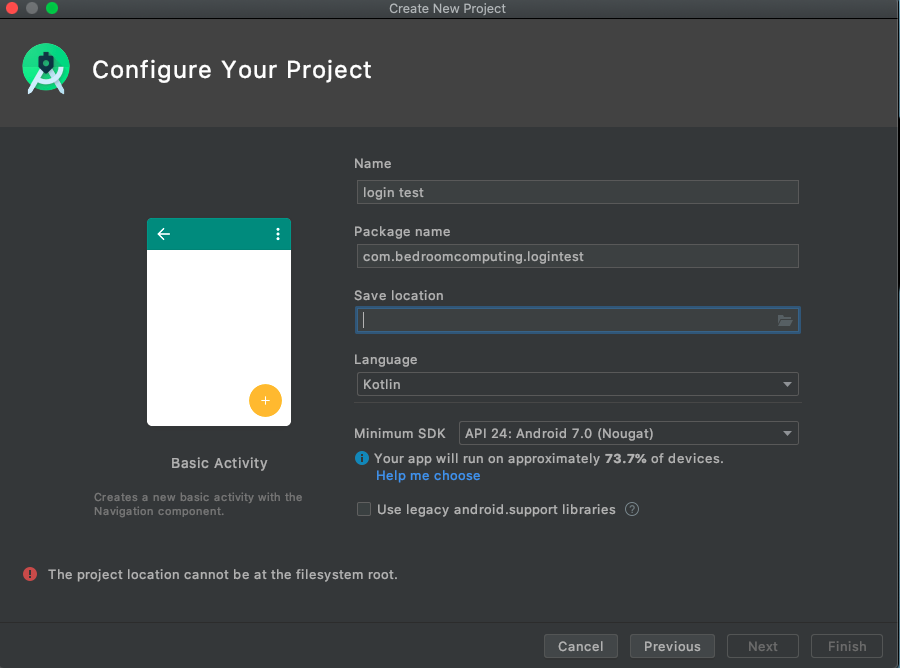 Create New Project
Configure Your Project
Name
login test
Package name
com.bedroomcomputing.logintest
Save location
Language
Kotlin
Minimum SDK API 24: Android 7.0 (Nougat)
Your app will run on approximately 73.7% of devices.
Help me choose
Use legacy android.support libraries ?
Basic Activity
Creates a new basic activity with the
Navigation component.
The project location cannot be at the filesystem root.
Cancel Previous Next Finish